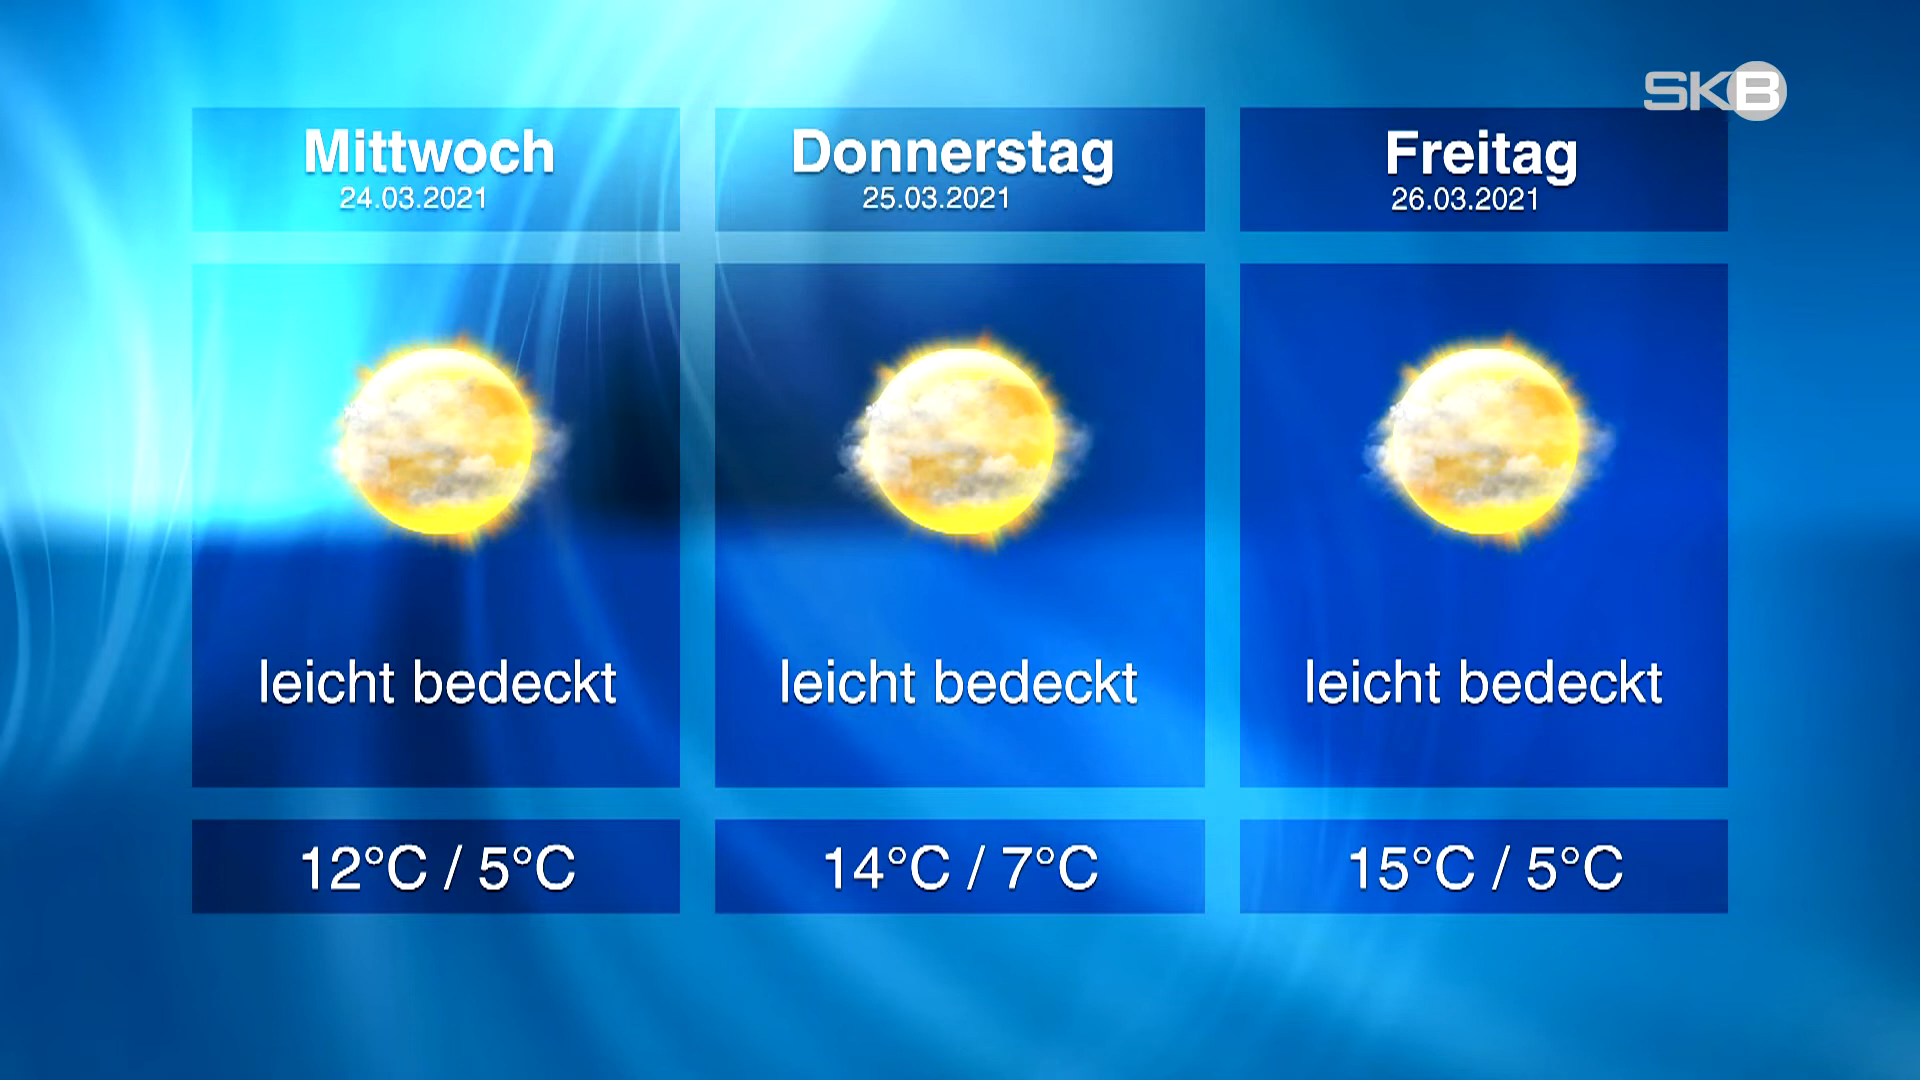 SKB
Mittwoch
24.03.2021
leicht bedeckt
12°C / 5°C
Donnerstag
25.03.2021
leicht bedeckt
14°C / 7°C
Freitag
26.03.2021
leicht bedeckt
15°C / 5°C